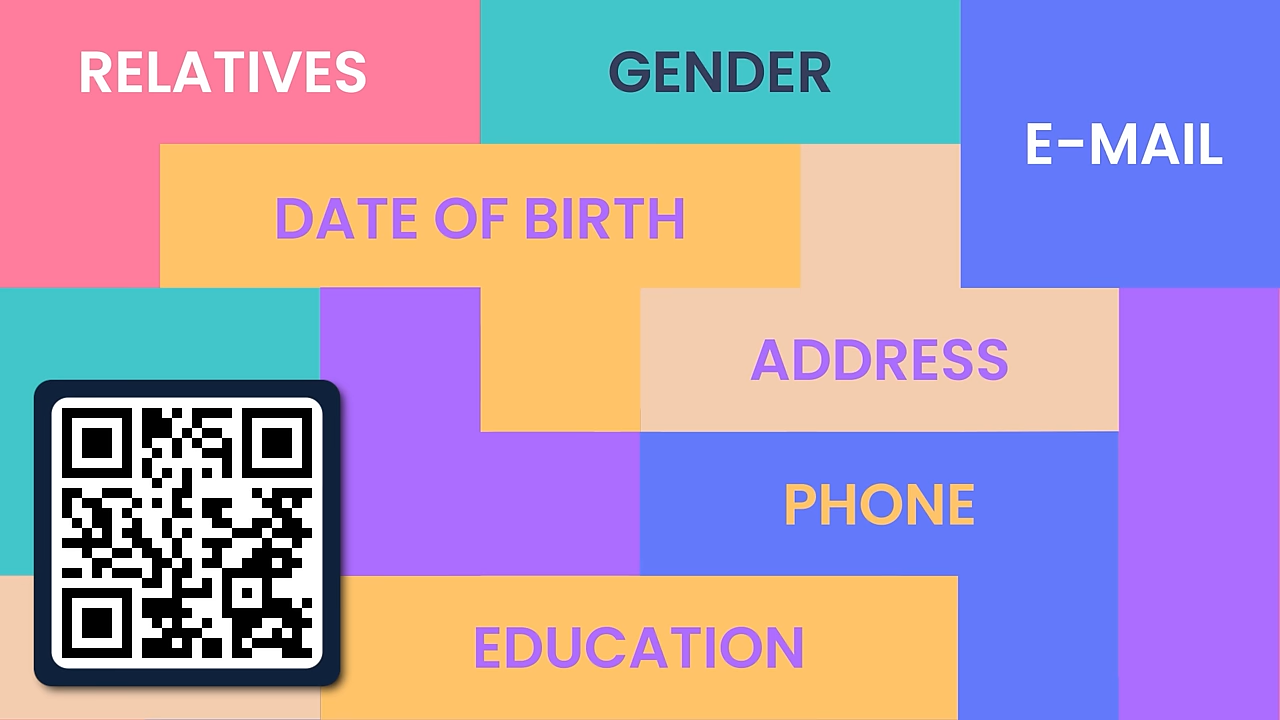 RELATIVES
GENDER
E-MAIL
DATE OF BIRTH
ADDRESS
PHONE
EDUCATION